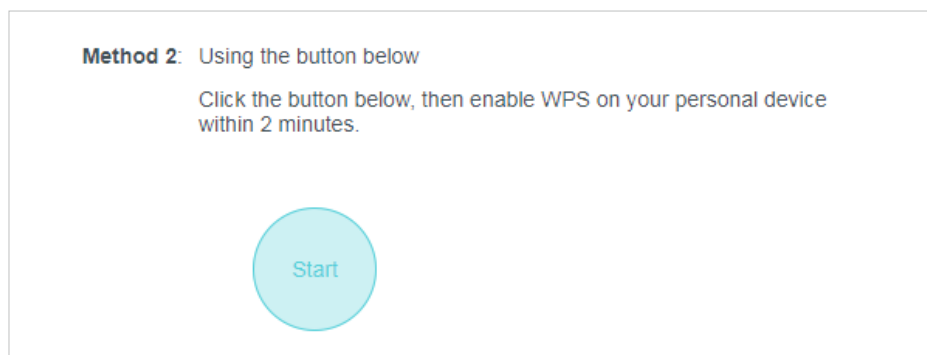 Method 2: Using the button below
Click the button below, then enable WPS on your personal device
within 2 minutes.
Start